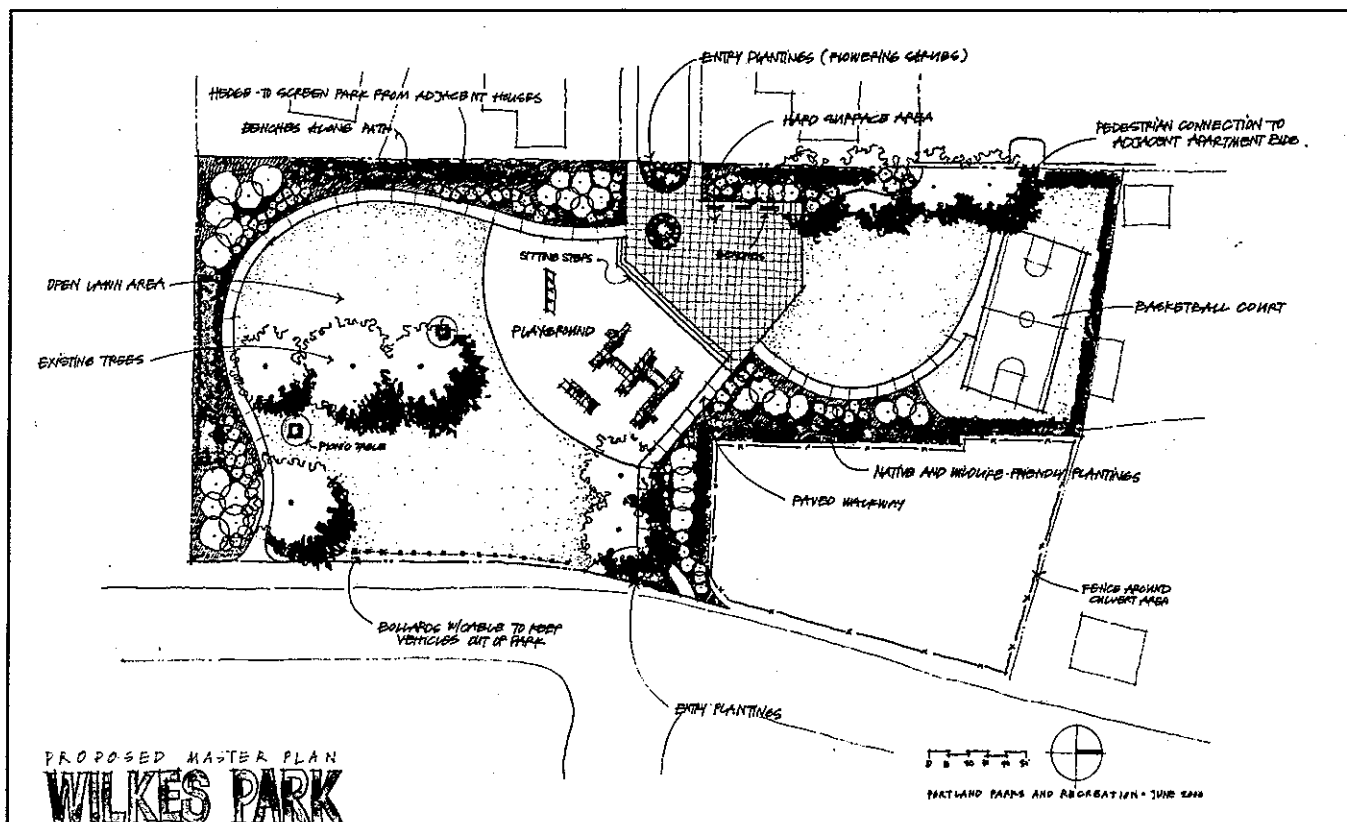 ENTRY PLANTINGS (FLOWERING SHRUBS)
HEDGE - TO SCREEN PARK FROM ADJACENT HOUSES
BENCHES ALONG PATH
HARD SURFACE AREA
PEDESTRIAN CONNECTION TO
ADJACENT APARTMENT BLDG.
SITTING STEPS
BENCHES
OPEN LAWN AREA
PLAYGROUND
BASKETBALL COURT
EXISTING TREES
PICNIC TABLE
NATIVE AND WILDLIFE-FRIENDLY PLANTINGS
PAVED WALKWAY
FENCE AROUND
CULVERT AREA
BOLLARDS W/CABLE TO KEEP
VEHICLES OUT OF PARK
ENTRY PLANTINGS
PROPOSED MASTER PLAN
WILKES PARK
PORTLAND PARKS AND RECREATION - JUNE